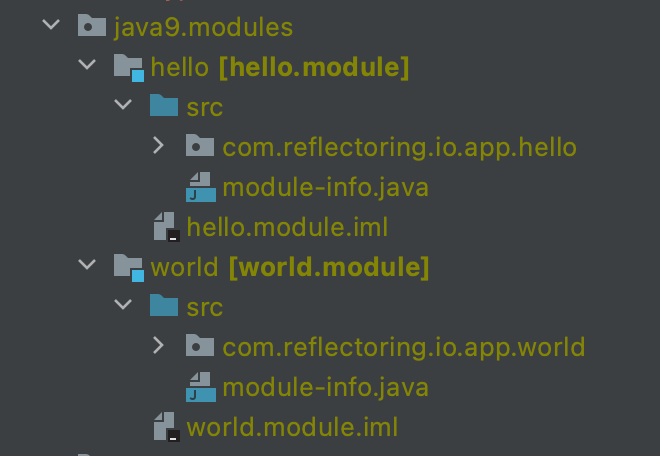 java9.modules
hello [hello.module]
src
com.reflectoring.io.app.hello
module-info.java
hello.module.iml
world [world.module]
src
com.reflectoring.io.app.world
module-info.java
world.module.iml